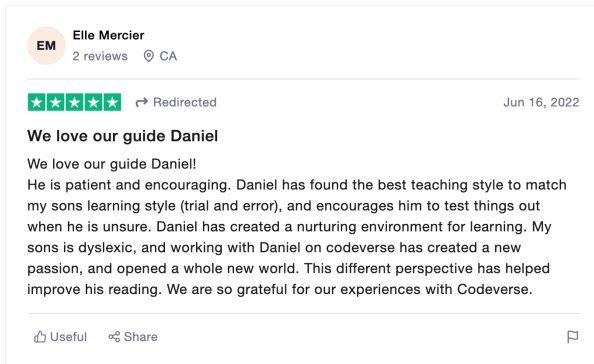 EM
Elle Mercier
2 reviews CA
Redirected
Jun 16, 2022
We love our guide Daniel
We love our guide Daniel!
He is patient and encouraging. Daniel has found the best teaching style to match
my sons learning style (trial and error), and encourages him to test things out
when he is unsure. Daniel has created a nurturing environment for learning. My
sons is dyslexic, and working with Daniel on codeverse has created a new
passion, and opened a whole new world. This different perspective has helped
improve his reading. We are so grateful for our experiences with Codeverse.
Useful Share